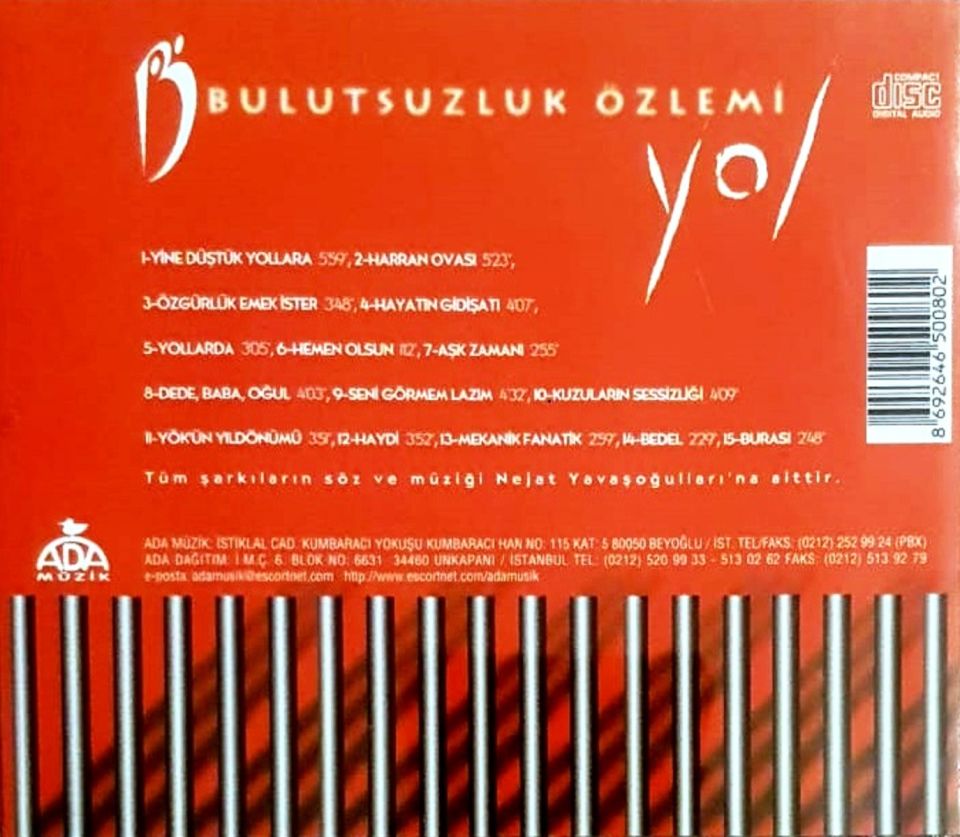 BULUTSUZLUK ÖZLEMİ
yol
COMPACT
disc
DIGITAL AUDIO
1-YİNE DÜŞTÜK YOLLARA 5'59", 2-HARRAN OVASI 5'23",
3-ÖZGÜRLÜK EMEK İSTER 3'48", 4-HAYATIN GİDİŞATI 4'07",
5-YOLLARDA 3'05", 6-HEMEN OLSUN 1'12", 7-AŞK ZAMANI 2'55"
8-DEDE, BABA, OĞUL 4'03", 9-SENİ GÖRMEM LAZIM 4'32", 10-KUZULARIN SESSİZLİĞİ 4'09"
11-YÖK'ÜN YILDÖNÜMÜ 3'51", 12-HAYDİ 3'52", 13-MEKANİK FANATİK 2'59", 14-BEDEL 2'29", 15-BURASI 2'48"
Tüm şarkıların söz ve müziği Nejat Yavaşoğulları'na aittir.
8 692646 500802
ADA
MÜZİK
ADA MÜZİK: İSTİKLAL CAD. KUMBARACI YOKUŞU KUMBARACI HAN NO: 115 KAT: 5 80050 BEYOĞLU / İST. TEL/FAKS: (0212) 252 99 24 (PBX)
ADA DAĞITIM: İ.M.Ç. 6. BLOK NO: 6631 34460 UNKAPANI / İSTANBUL TEL: (0212) 520 99 33 - 513 02 62 FAKS: (0212) 513 92 79
e-posta: adamusik@escortnet.com http://www.escortnet.com/adamusik